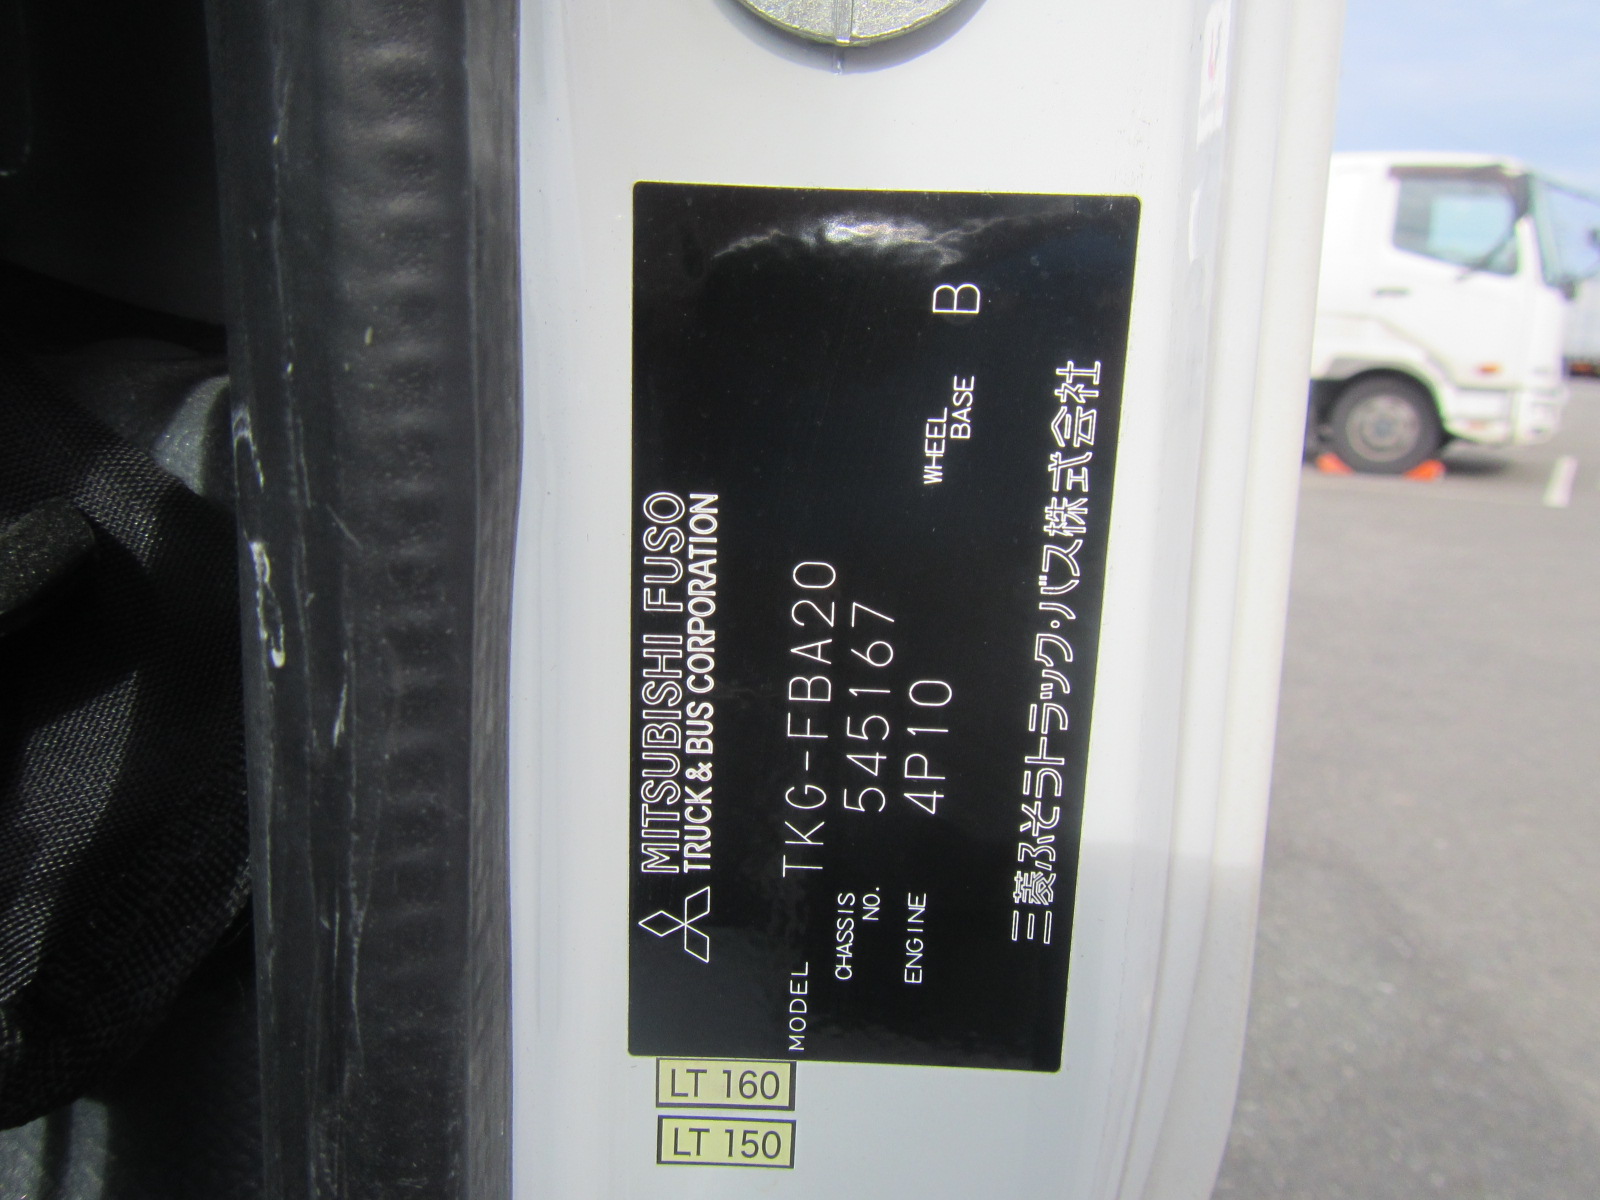 MITSUBISHI FUSO
TRUCK & BUS CORPORATION
MODEL TKG-FBA20
CHASSIS NO. 545167
ENGINE 4P10 WHEEL BASE B
三菱ふそうトラック・バス株式会社
LT 160
LT 150